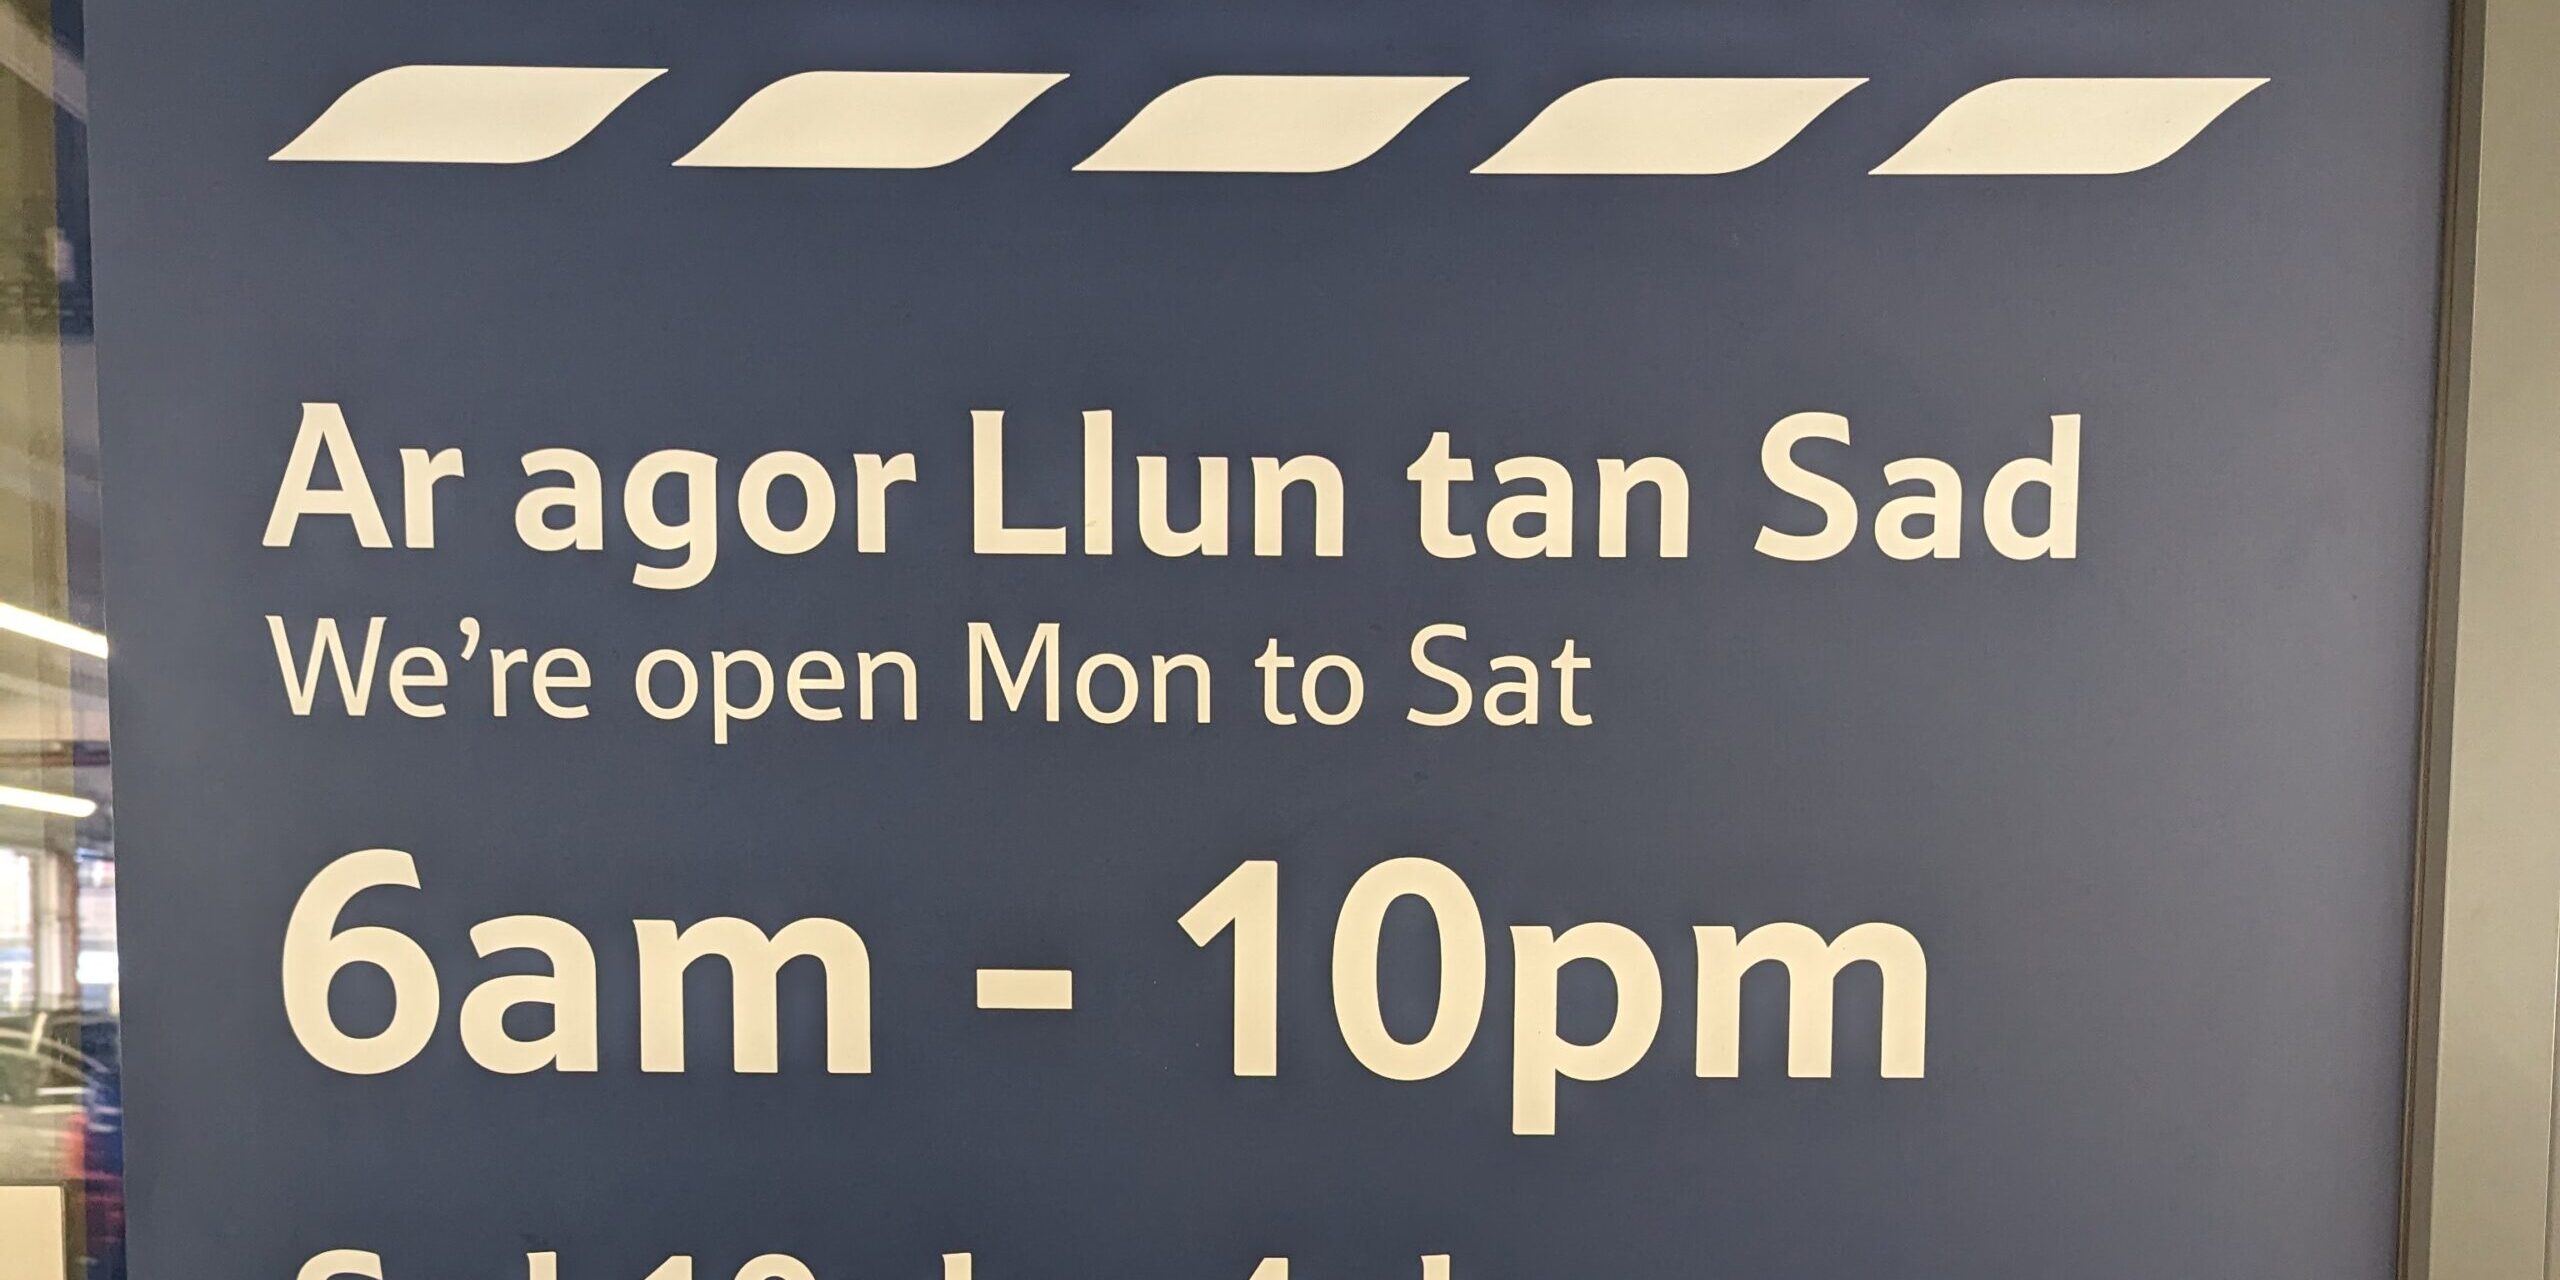 Ar agor Llun tan Sad
We’re open Mon to Sat
6am - 10pm